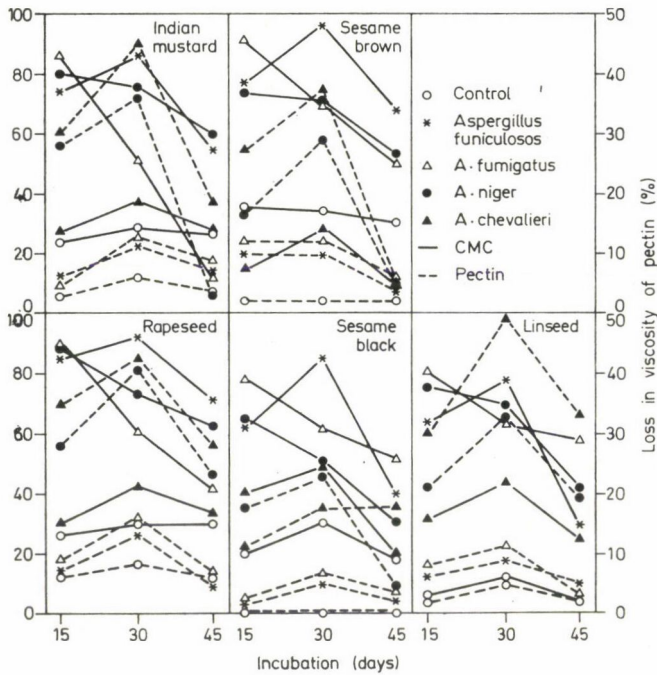 100
80
60
40
20
0
Indian
mustard
Sesame
brown
Control
Aspergillus
funiculosos
A. fumigatus
A. niger
A. chevalieri
CMC
Pectin
50
40
30
20
10
0
100
80
60
40
20
0
Rapeseed
Sesame
black
Linseed
50
40
30
20
10
0
Loss in viscosity of pectin (%)
15 30 45 15 30 45 15 30 45
Incubation (days)